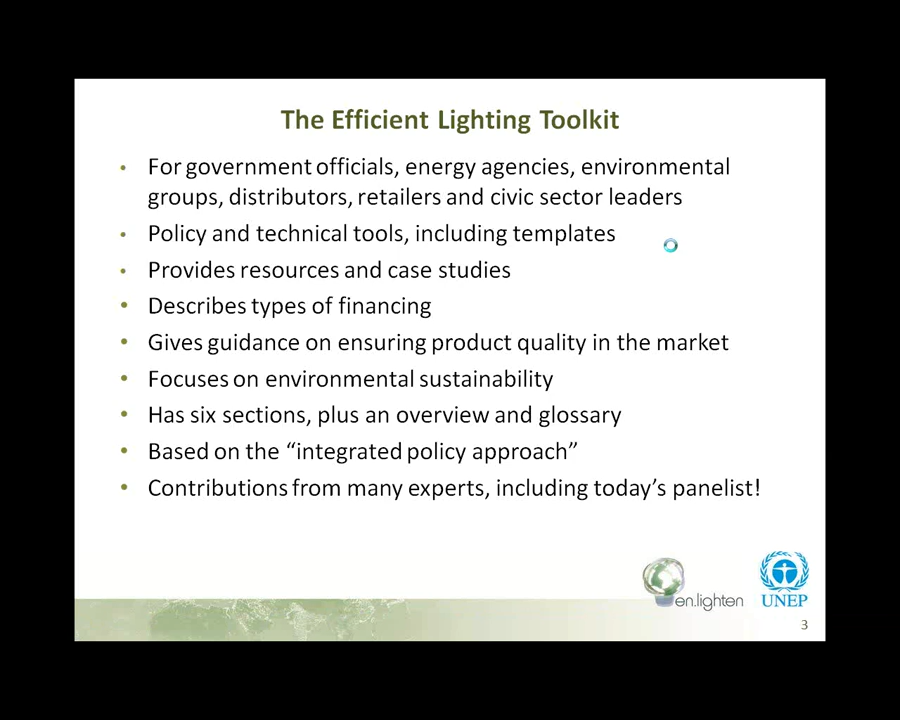 The Efficient Lighting Toolkit
• For government officials, energy agencies, environmental
groups, distributors, retailers and civic sector leaders
• Policy and technical tools, including templates
• Provides resources and case studies
• Describes types of financing
• Gives guidance on ensuring product quality in the market
• Focuses on environmental sustainability
• Has six sections, plus an overview and glossary
• Based on the “integrated policy approach”
• Contributions from many experts, including today’s panelist!
en.lighten
UNEP
3